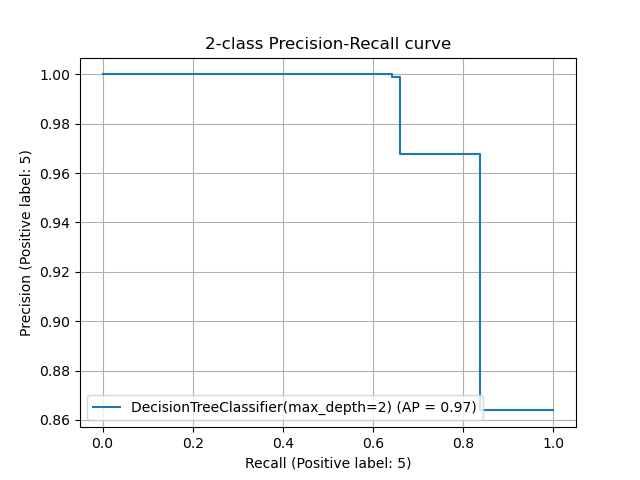 2-class Precision-Recall curve
1.00
0.98
0.96
0.94
0.92
0.90
0.88
0.86
Precision (Positive label: 5)
DecisionTreeClassifier(max_depth=2) (AP = 0.97)
0.0 0.2 0.4 0.6 0.8 1.0
Recall (Positive label: 5)